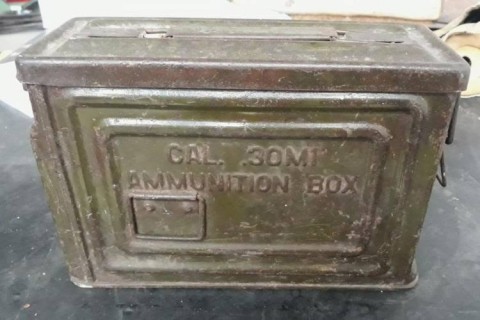 CAL. .30M1
AMMUNITION BOX